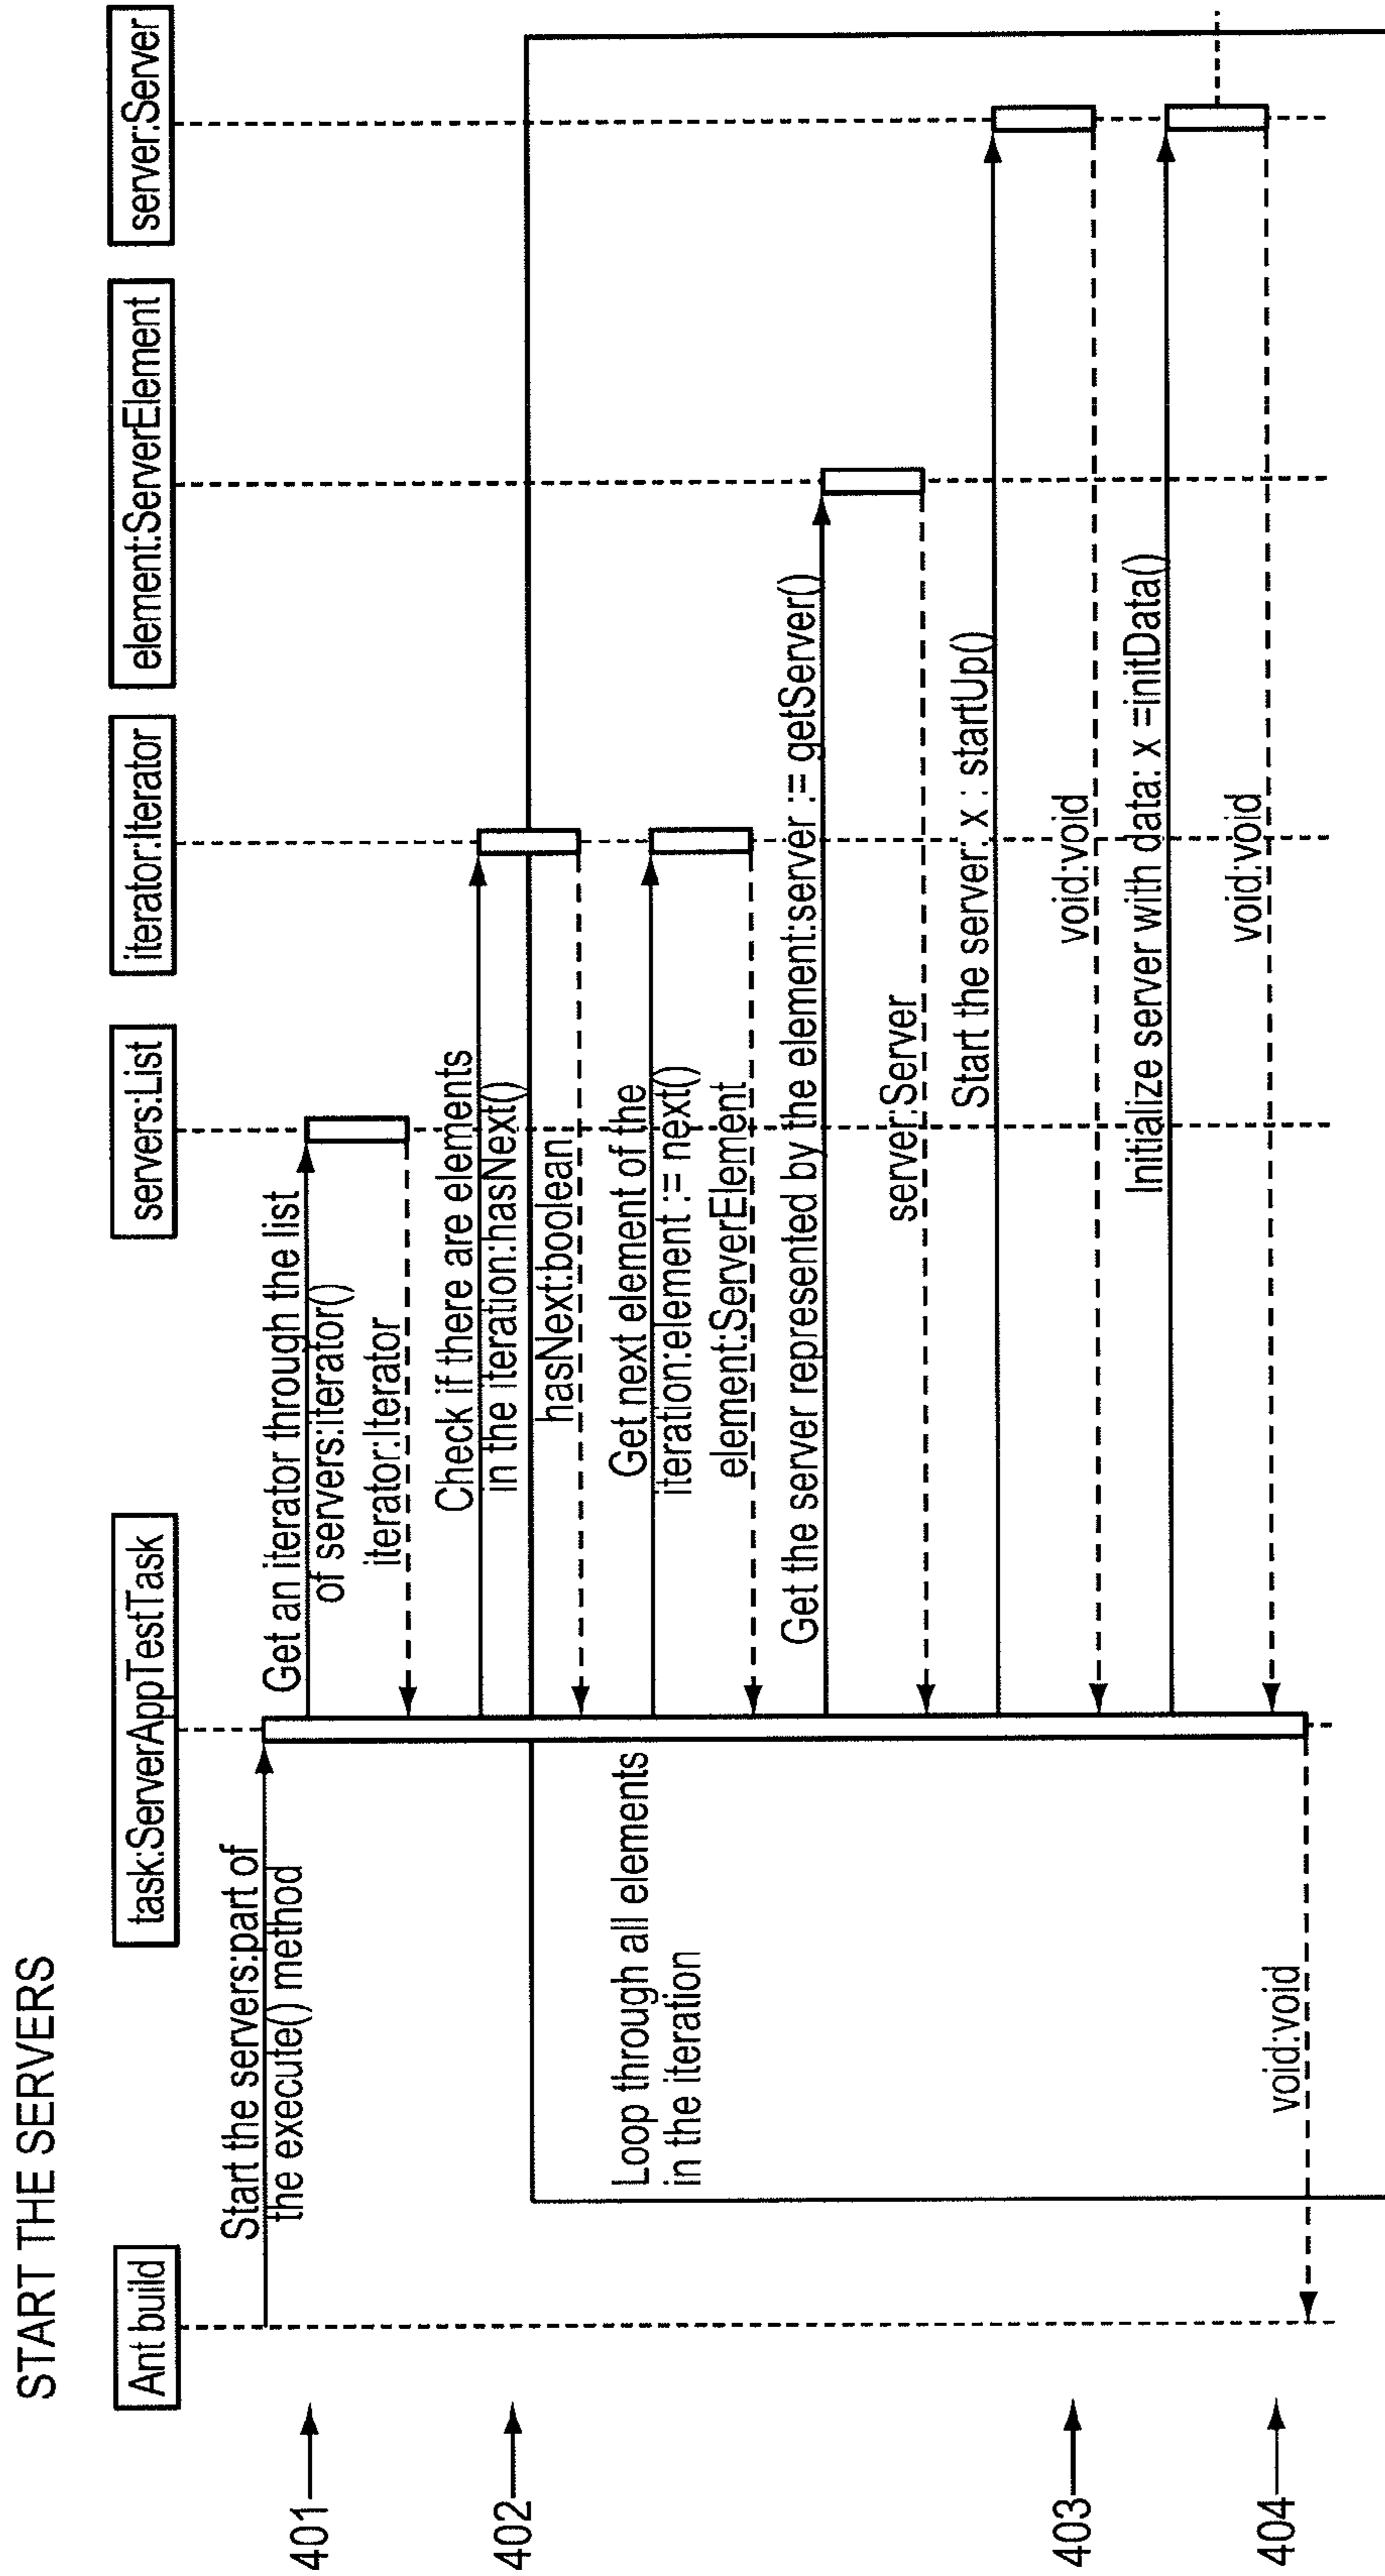 START THE SERVERS
Ant build
task:ServerAppTestTask
servers:List
iterator:Iterator
element:ServerElement
server:Server
Start the servers:part of
the execute() method
401
Get an iterator through the list
of servers:iterator()
iterator:Iterator
402
Check if there are elements
in the iteration:hasNext()
hasNext:boolean
Loop through all elements
in the iteration
Get next element of the
iteration:element := next()
element:ServerElement
Get the server represented by the element:server := getServer()
server:Server
Start the server: x : startUp()
403
void:void
Initialize server with data: x =initData()
404
void:void
void:void